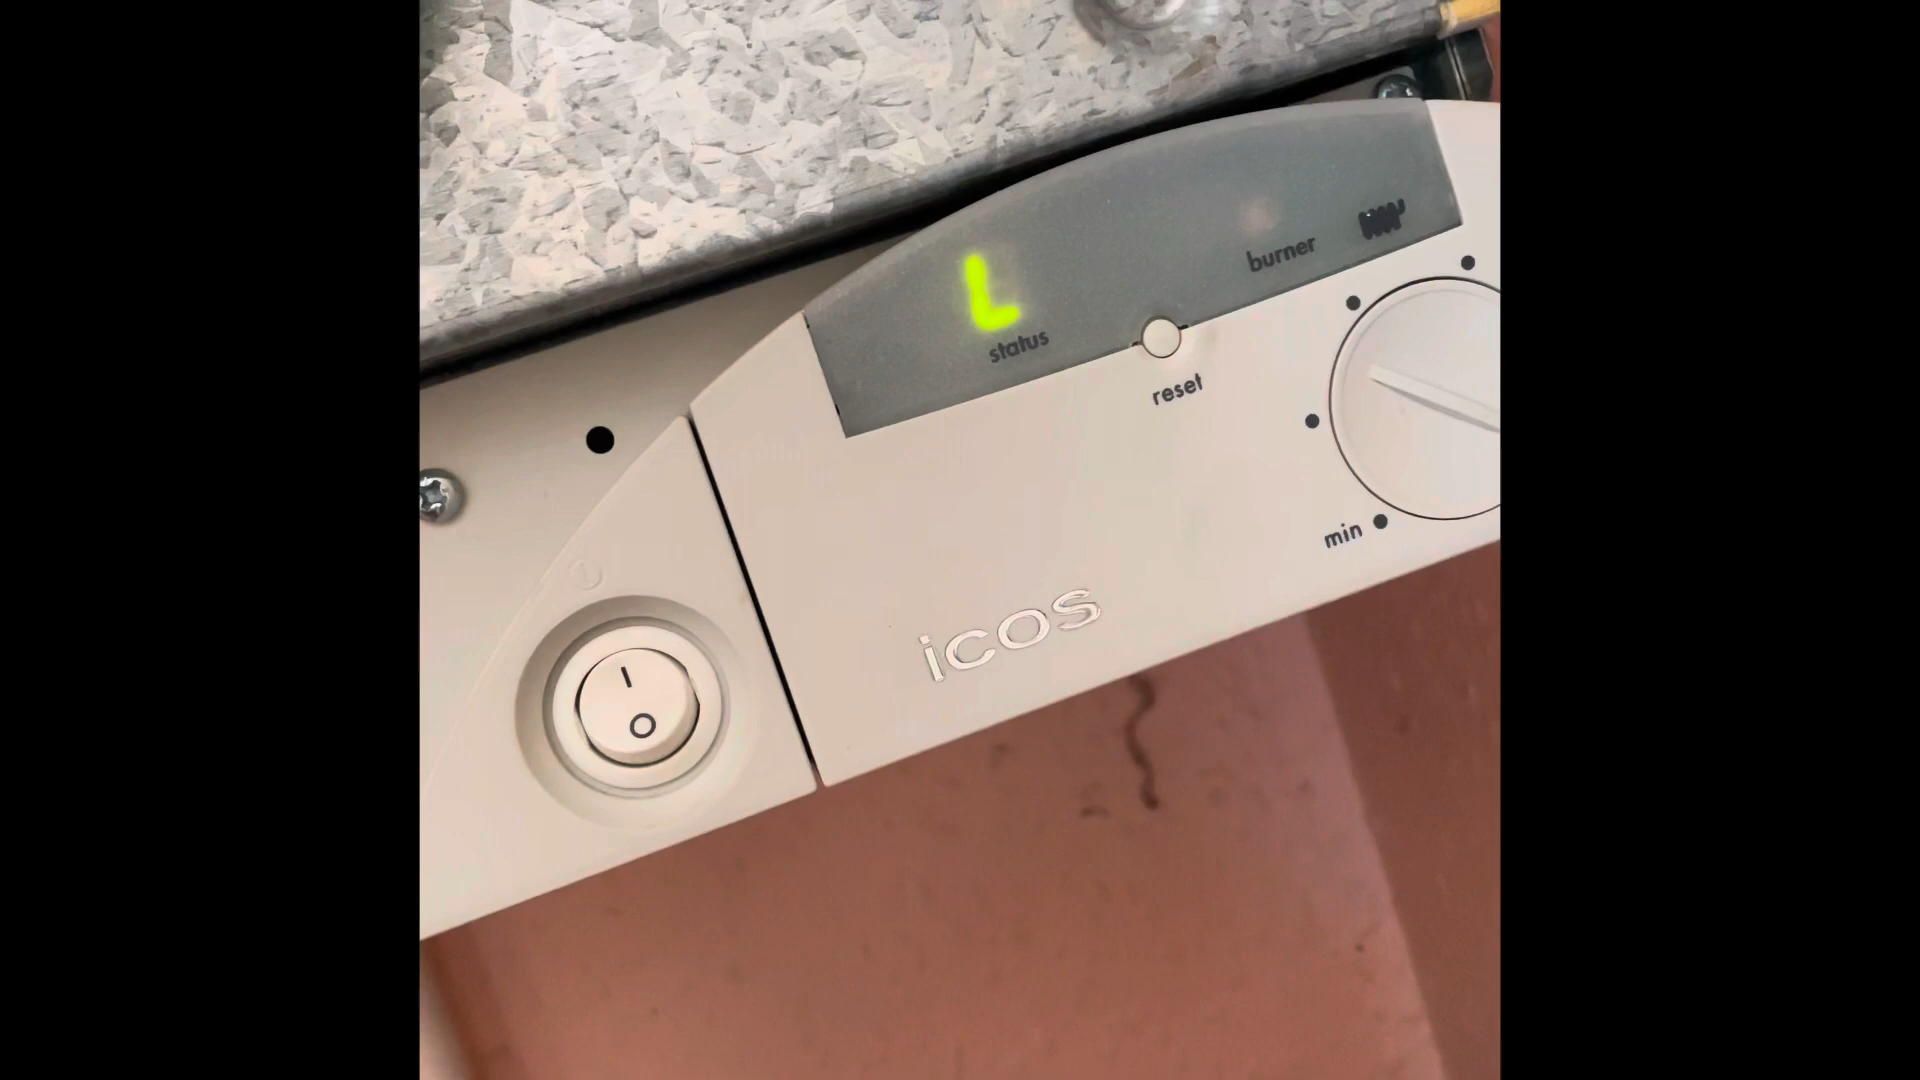 L
status
burner
reset
min
icos
I
O